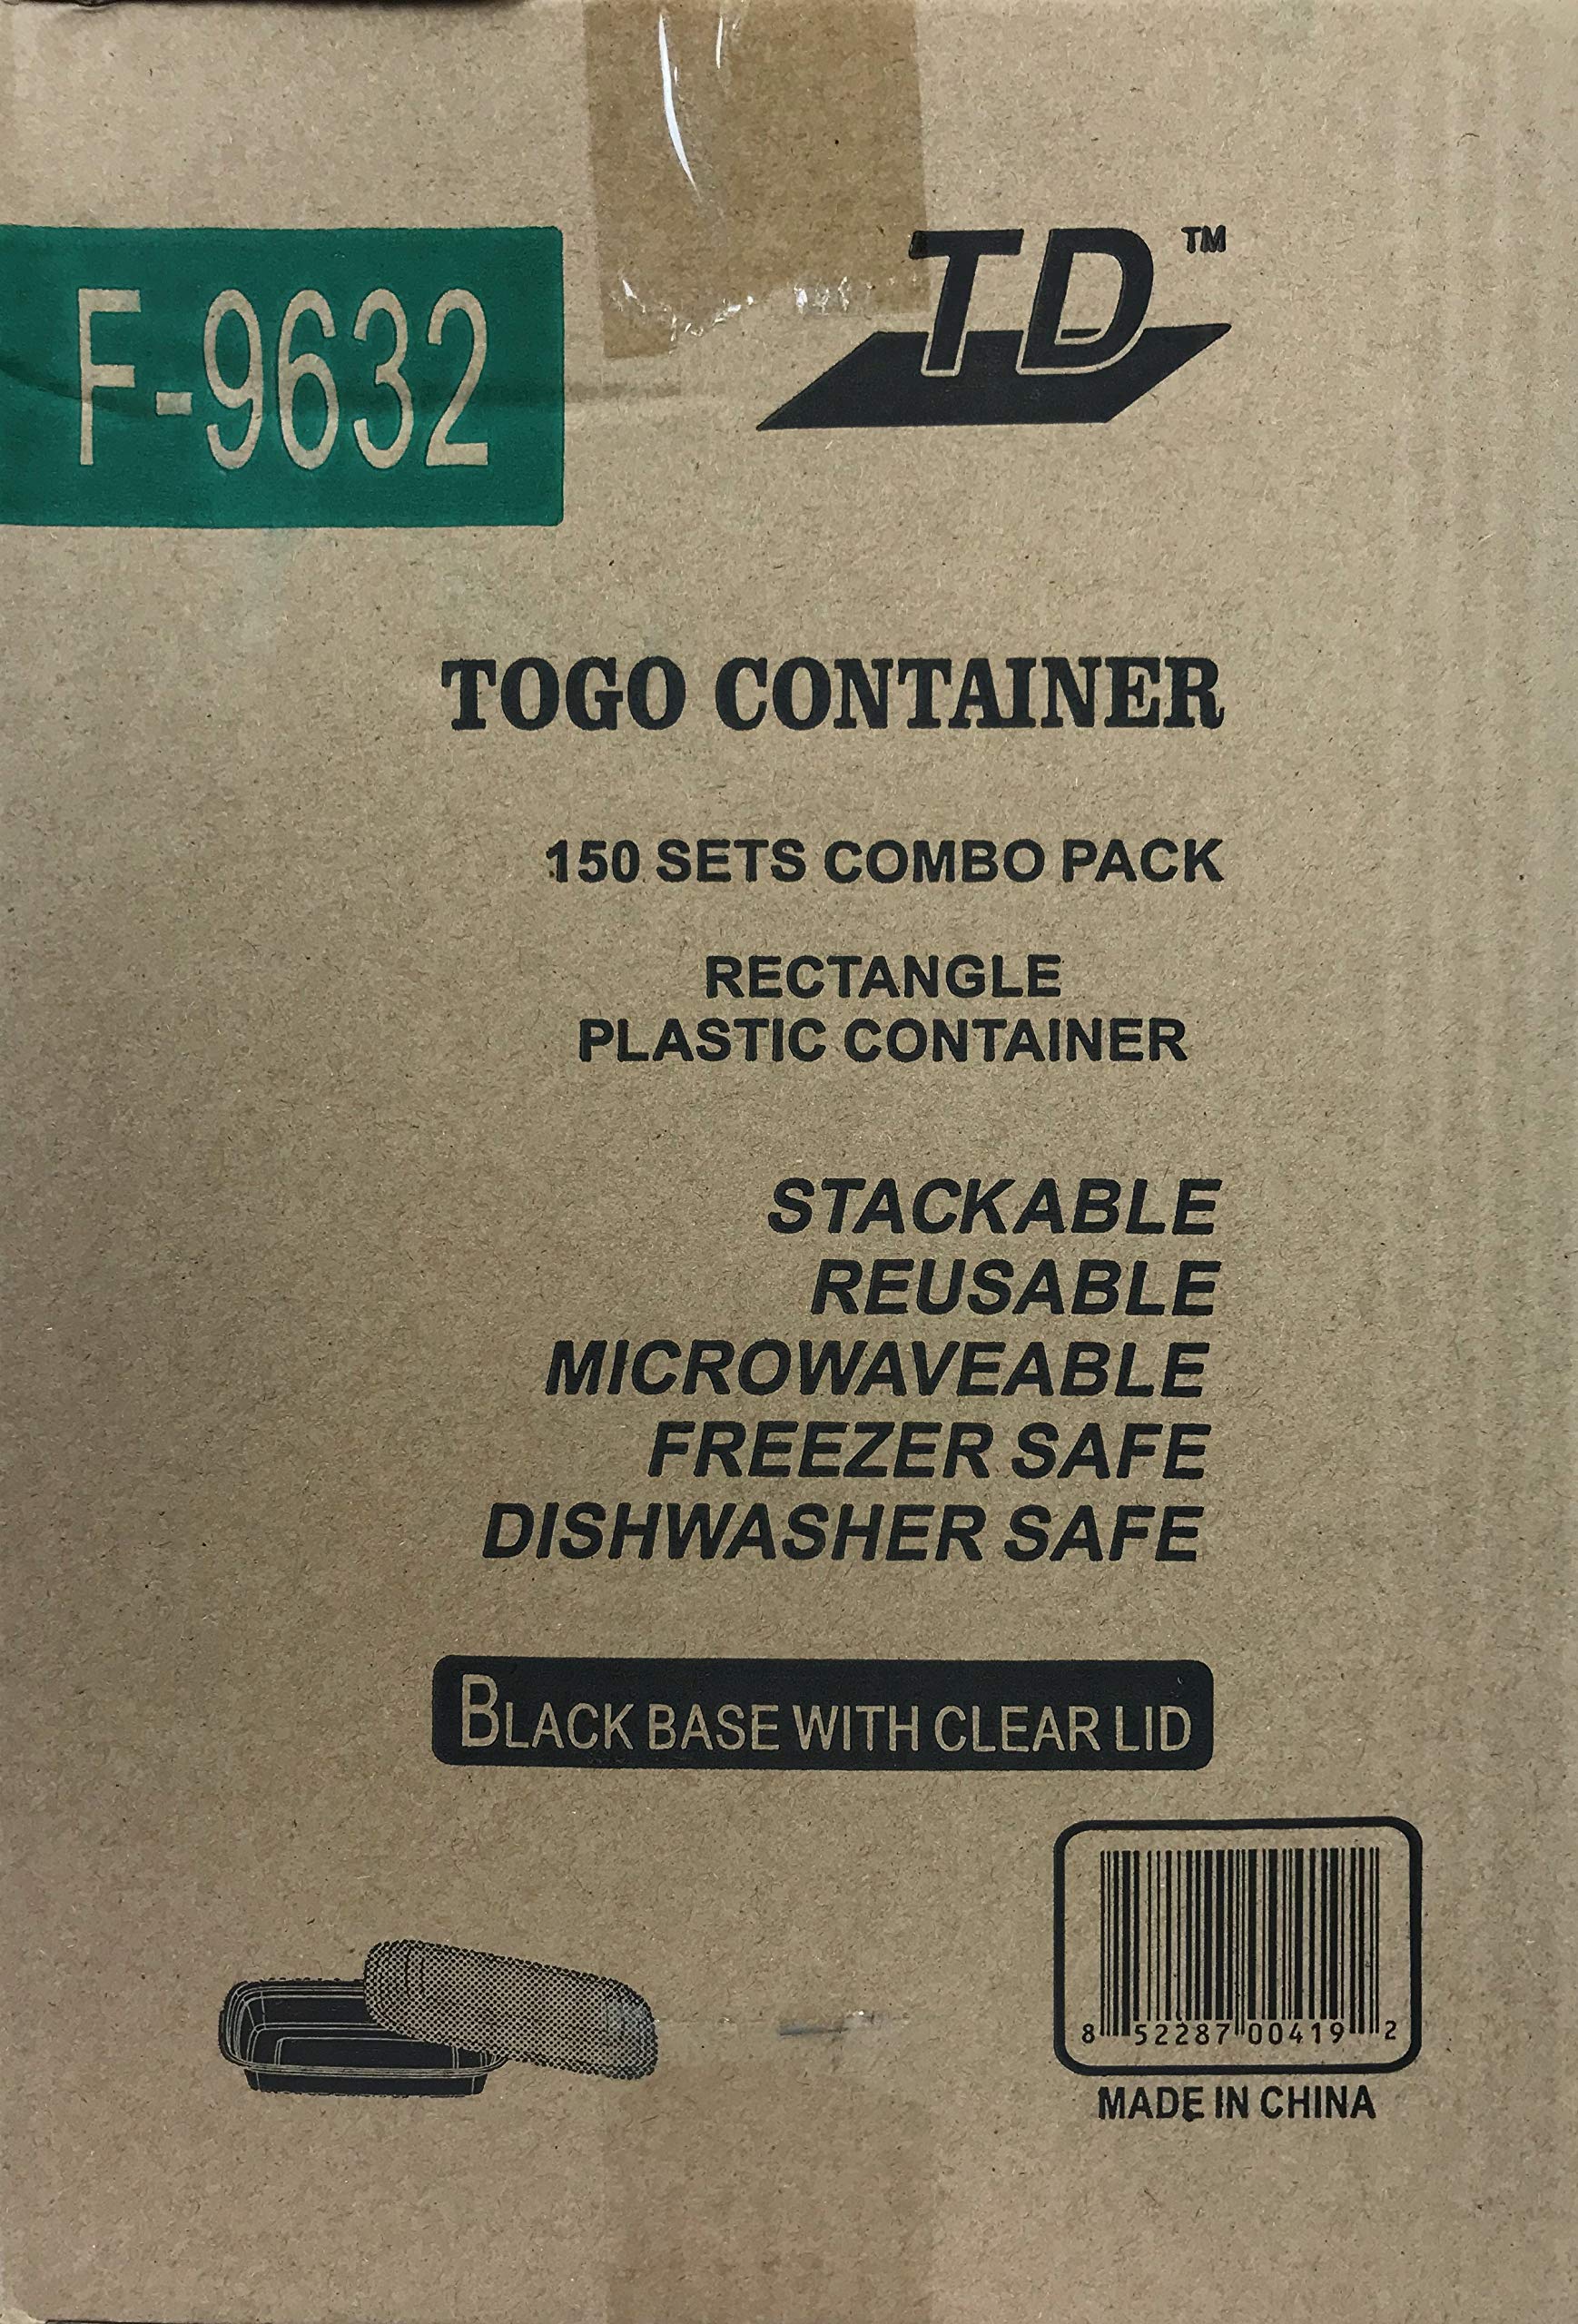 F-9632
TD™
TOGO CONTAINER
150 SETS COMBO PACK
RECTANGLE
PLASTIC CONTAINER
STACKABLE
REUSABLE
MICROWAVEABLE
FREEZER SAFE
DISHWASHER SAFE
BLACK BASE WITH CLEAR LID
8 52287 00419 2
MADE IN CHINA